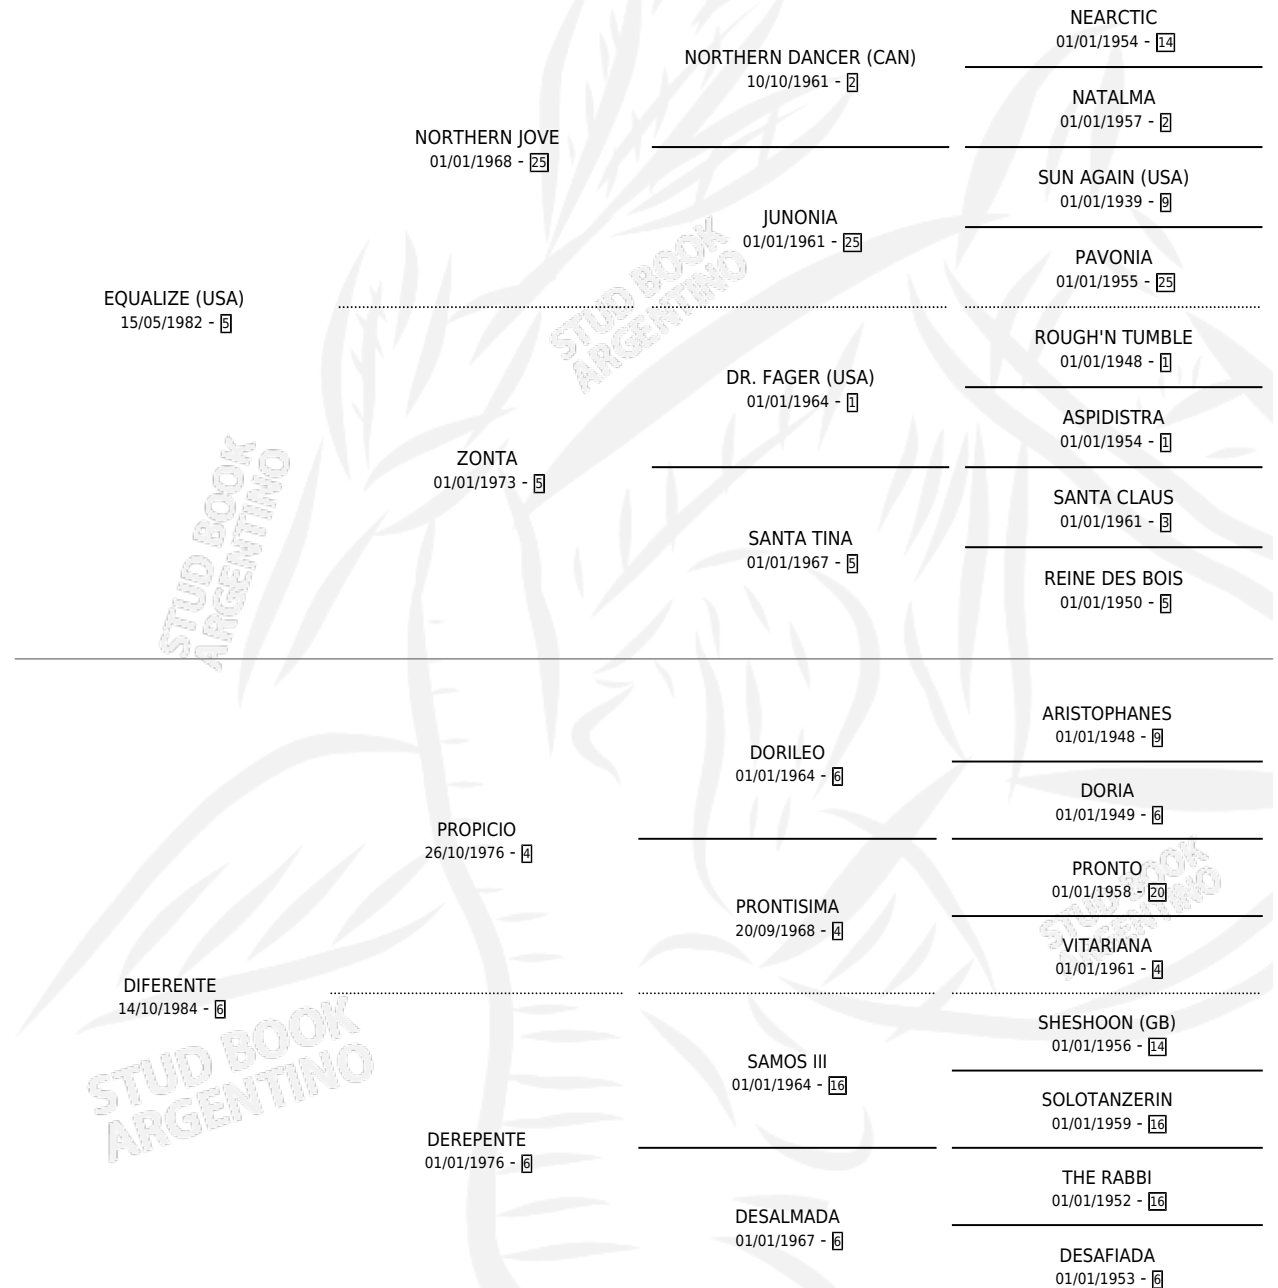 NEARCTIC
01/01/1954 - 14
NORTHERN DANCER (CAN)
10/10/1961 - 2
NATALMA
01/01/1957 - 2
NORTHERN JOVE
01/01/1968 - 25
SUN AGAIN (USA)
01/01/1939 - 9
JUNONIA
01/01/1961 - 25
PAVONIA
01/01/1955 - 25
EQUALIZE (USA)
15/05/1982 - 5
ROUGH'N TUMBLE
01/01/1948 - 1
DR. FAGER (USA)
01/01/1964 - 1
ASPIDISTRA
01/01/1954 - 1
ZONTA
01/01/1973 - 5
SANTA CLAUS
01/01/1961 - 3
SANTA TINA
01/01/1967 - 5
REINE DES BOIS
01/01/1950 - 5
ARISTOPHANES
01/01/1948 - 9
DORILEO
01/01/1964 - 6
DORIA
01/01/1949 - 6
PROPICIO
26/10/1976 - 4
PRONTO
01/01/1958 - 20
PRONTISIMA
20/09/1968 - 4
VITARIANA
01/01/1961 - 4
DIFERENTE
14/10/1984 - 6
SHESHOON (GB)
01/01/1956 - 14
SAMOS III
01/01/1964 - 16
SOLOTANZERIN
01/01/1959 - 16
DEREPENTE
01/01/1976 - 6
THE RABBI
01/01/1952 - 16
DESALMADA
01/01/1967 - 6
DESAFIADA
01/01/1953 - 6
STUD BOOK
ARGENTINO
STUD BOOK
ARGENTINO
STUD BOOK
ARGENTINO
STUD BOOK
ARGENTINO